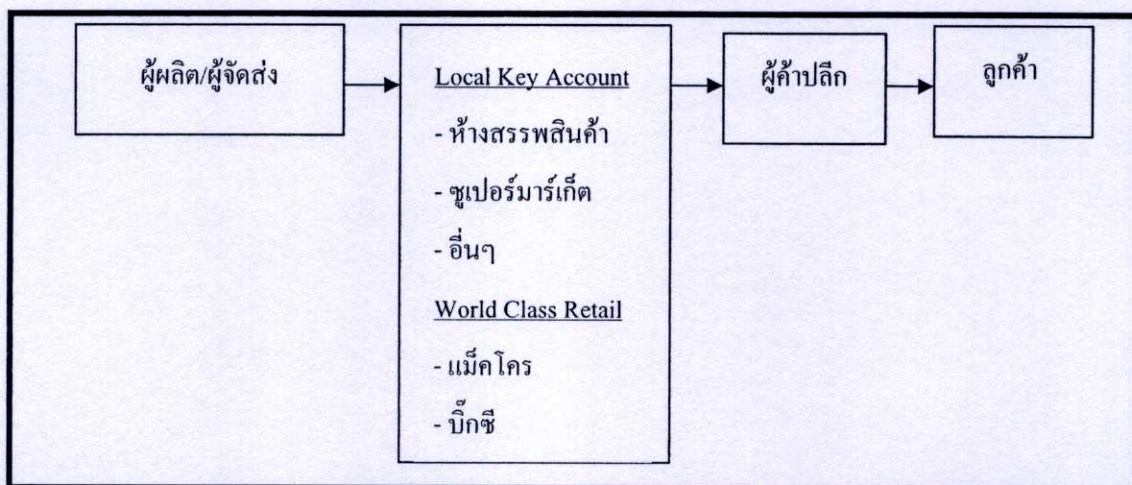 ผู้ผลิต/ผู้จัดส่ง
Local Key Account
- ห้างสรรพสินค้า
- ซูเปอร์มาร์เก็ต
- อื่นๆ
World Class Retail
- แม็คโคร
- บิ๊กซี
ผู้ค้าปลีก
ลูกค้า